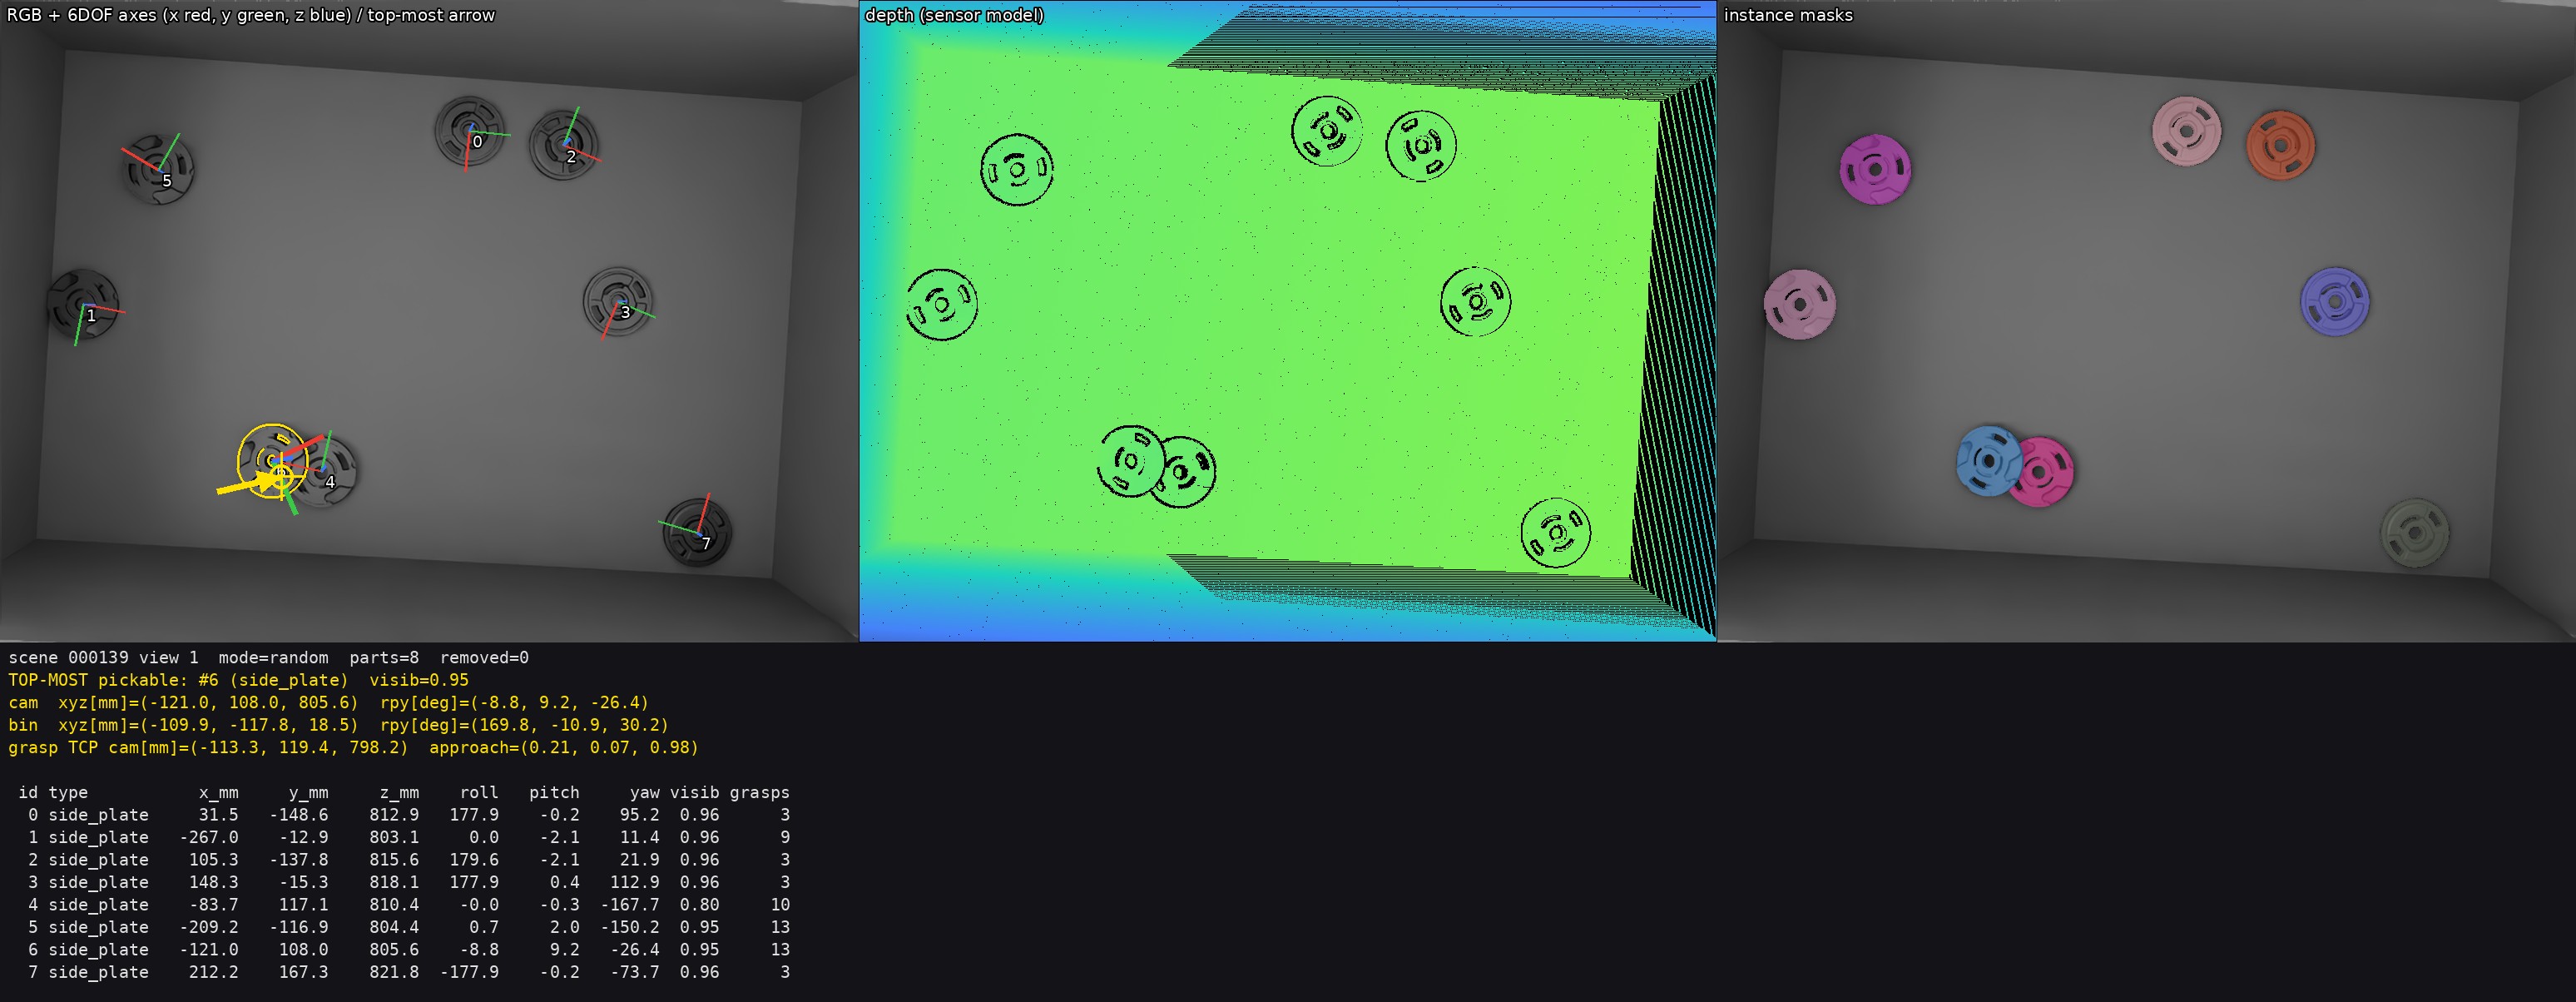 RGB + 6DOF axes (x red, y green, z blue) / top-most arrow
depth (sensor model)
instance masks
0
2
5
1
3
6
4
7
scene 000139 view 1  mode=random  parts=8  removed=0
TOP-MOST pickable: #6 (side_plate)  visib=0.95
cam  xyz[mm]=(-121.0, 108.0, 805.6)  rpy[deg]=(-8.8, 9.2, -26.4)
bin  xyz[mm]=(-109.9, -117.8, 18.5)  rpy[deg]=(169.8, -10.9, 30.2)
grasp TCP cam[mm]=(-113.3, 119.4, 798.2)  approach=(0.21, 0.07, 0.98)
id type x_mm y_mm z_mm roll pitch yaw visib grasps
0 side_plate 31.5 -148.6 812.9 177.9 -0.2 95.2 0.96 3
1 side_plate -267.0 -12.9 803.1 0.0 -2.1 11.4 0.96 9
2 side_plate 105.3 -137.8 815.6 179.6 -2.1 21.9 0.96 3
3 side_plate 148.3 -15.3 818.1 177.9 0.4 112.9 0.96 3
4 side_plate -83.7 117.1 810.4 -0.0 -0.3 -167.7 0.80 10
5 side_plate -209.2 -116.9 804.4 0.7 2.0 -150.2 0.95 13
6 side_plate -121.0 108.0 805.6 -8.8 9.2 -26.4 0.95 13
7 side_plate 212.2 167.3 821.8 -177.9 -0.2 -73.7 0.96 3